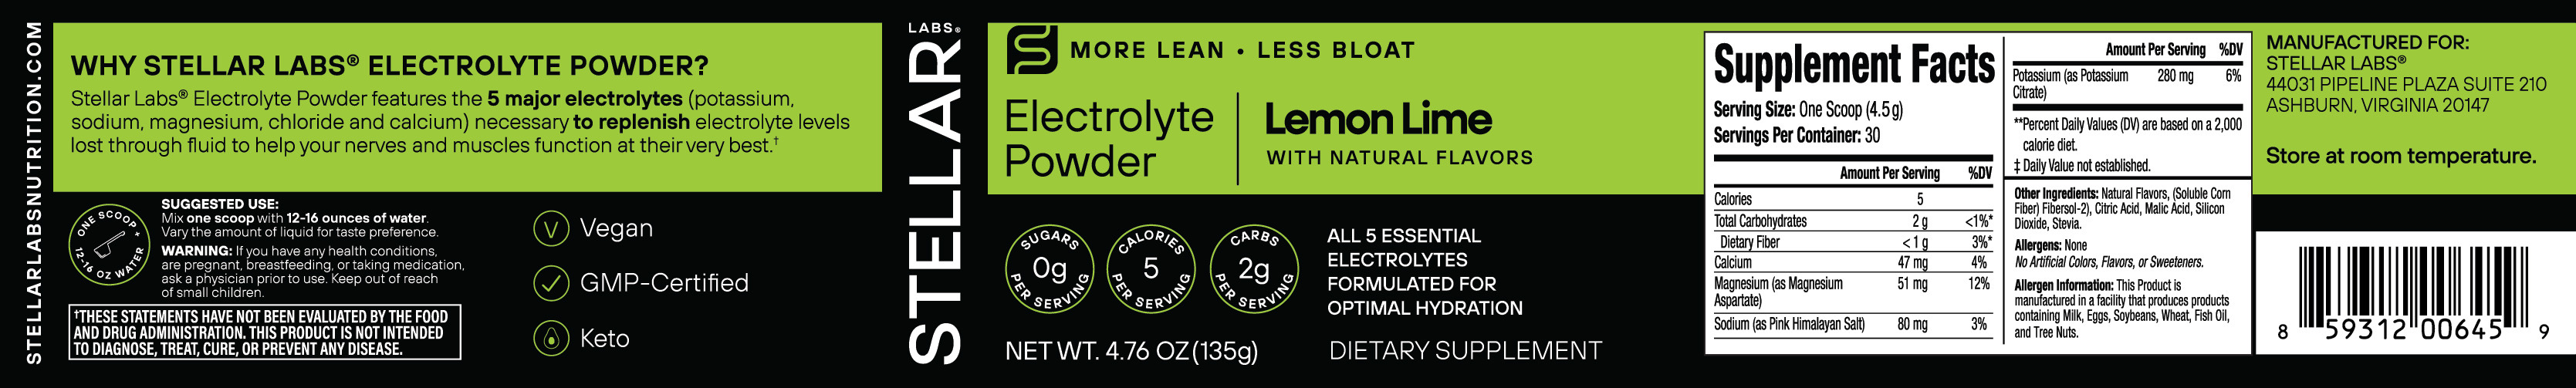 STELLARLABSNUTRITION.COM
WHY STELLAR LABS® ELECTROLYTE POWDER?
Stellar Labs® Electrolyte Powder features the 5 major electrolytes (potassium,
sodium, magnesium, chloride and calcium) necessary to replenish electrolyte levels
lost through fluid to help your nerves and muscles function at their very best.†
ONE SCOOP +
12-16 OZ WATER
SUGGESTED USE:
Mix one scoop with 12-16 ounces of water.
Vary the amount of liquid for taste preference.
WARNING: If you have any health conditions,
are pregnant, breastfeeding, or taking medication,
ask a physician prior to use. Keep out of reach
of small children.
†THESE STATEMENTS HAVE NOT BEEN EVALUATED BY THE FOOD
AND DRUG ADMINISTRATION. THIS PRODUCT IS NOT INTENDED
TO DIAGNOSE, TREAT, CURE, OR PREVENT ANY DISEASE.
V Vegan
GMP-Certified
Keto
STELLAR
LABS®
MORE LEAN • LESS BLOAT
Electrolyte
Powder
Lemon Lime
WITH NATURAL FLAVORS
SUGARS
0g
PER SERVING
CALORIES
5
PER SERVING
CARBS
2g
PER SERVING
ALL 5 ESSENTIAL
ELECTROLYTES
FORMULATED FOR
OPTIMAL HYDRATION
NET WT. 4.76 OZ (135g)
DIETARY SUPPLEMENT
Supplement Facts
Serving Size: One Scoop (4.5 g)
Servings Per Container: 30
Amount Per Serving %DV
Calories 5
Total Carbohydrates 2 g <1%*
Dietary Fiber < 1 g 3%*
Calcium 47 mg 4%
Magnesium (as Magnesium 51 mg 12%
Aspartate)
Sodium (as Pink Himalayan Salt) 80 mg 3%
Amount Per Serving %DV
Potassium (as Potassium 280 mg 6%
Citrate)
**Percent Daily Values (DV) are based on a 2,000
calorie diet.
‡ Daily Value not established.
Other Ingredients: Natural Flavors, (Soluble Corn
Fiber) Fibersol-2), Citric Acid, Malic Acid, Silicon
Dioxide, Stevia.
Allergens: None
No Artificial Colors, Flavors, or Sweeteners.
Allergen Information: This Product is
manufactured in a facility that produces products
containing Milk, Eggs, Soybeans, Wheat, Fish Oil,
and Tree Nuts.
MANUFACTURED FOR:
STELLAR LABS®
44031 PIPELINE PLAZA SUITE 210
ASHBURN, VIRGINIA 20147
Store at room temperature.
8 59312 00645 9